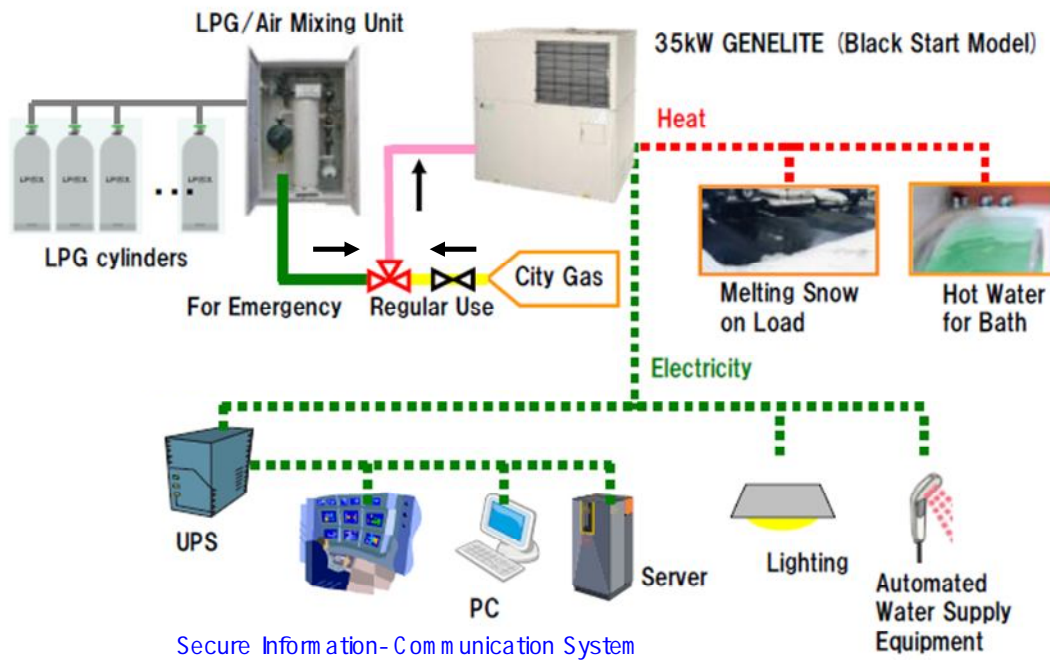 LPG/Air Mixing Unit
35kW GENELITE (Black Start Model)
Heat
LPG cylinders
City Gas
For Emergency
Regular Use
Melting Snow
on Load
Hot Water
for Bath
Electricity
UPS
PC
Server
Lighting
Automated
Water Supply
Equipment
Secure Information-Communication System